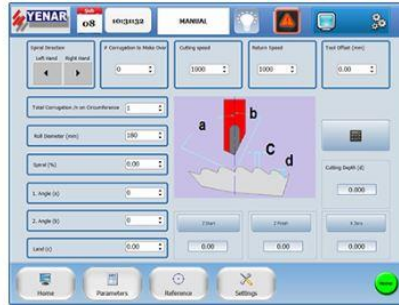 YENAR
08
10:31:32
MANUAL
Spiral Direction
Left Hand Right Hand
# Corrugation to Make Over
0
Cutting speed
1000
Return Speed
1000
Tool Offset (mm)
0.00
Total Corrugation /n on Circumference 1
Roll Diameter (mm) 180
Spiral (%) 0.00
1. Angle (a) 0
2. Angle (b) 0
Land (c) 0.00
a
b
C
d
Cutting Depth (d)
0.000
Z Start
Z Finish
X Zero
0.00
0.00
0.000
Home
Parameters
Reference
Settings